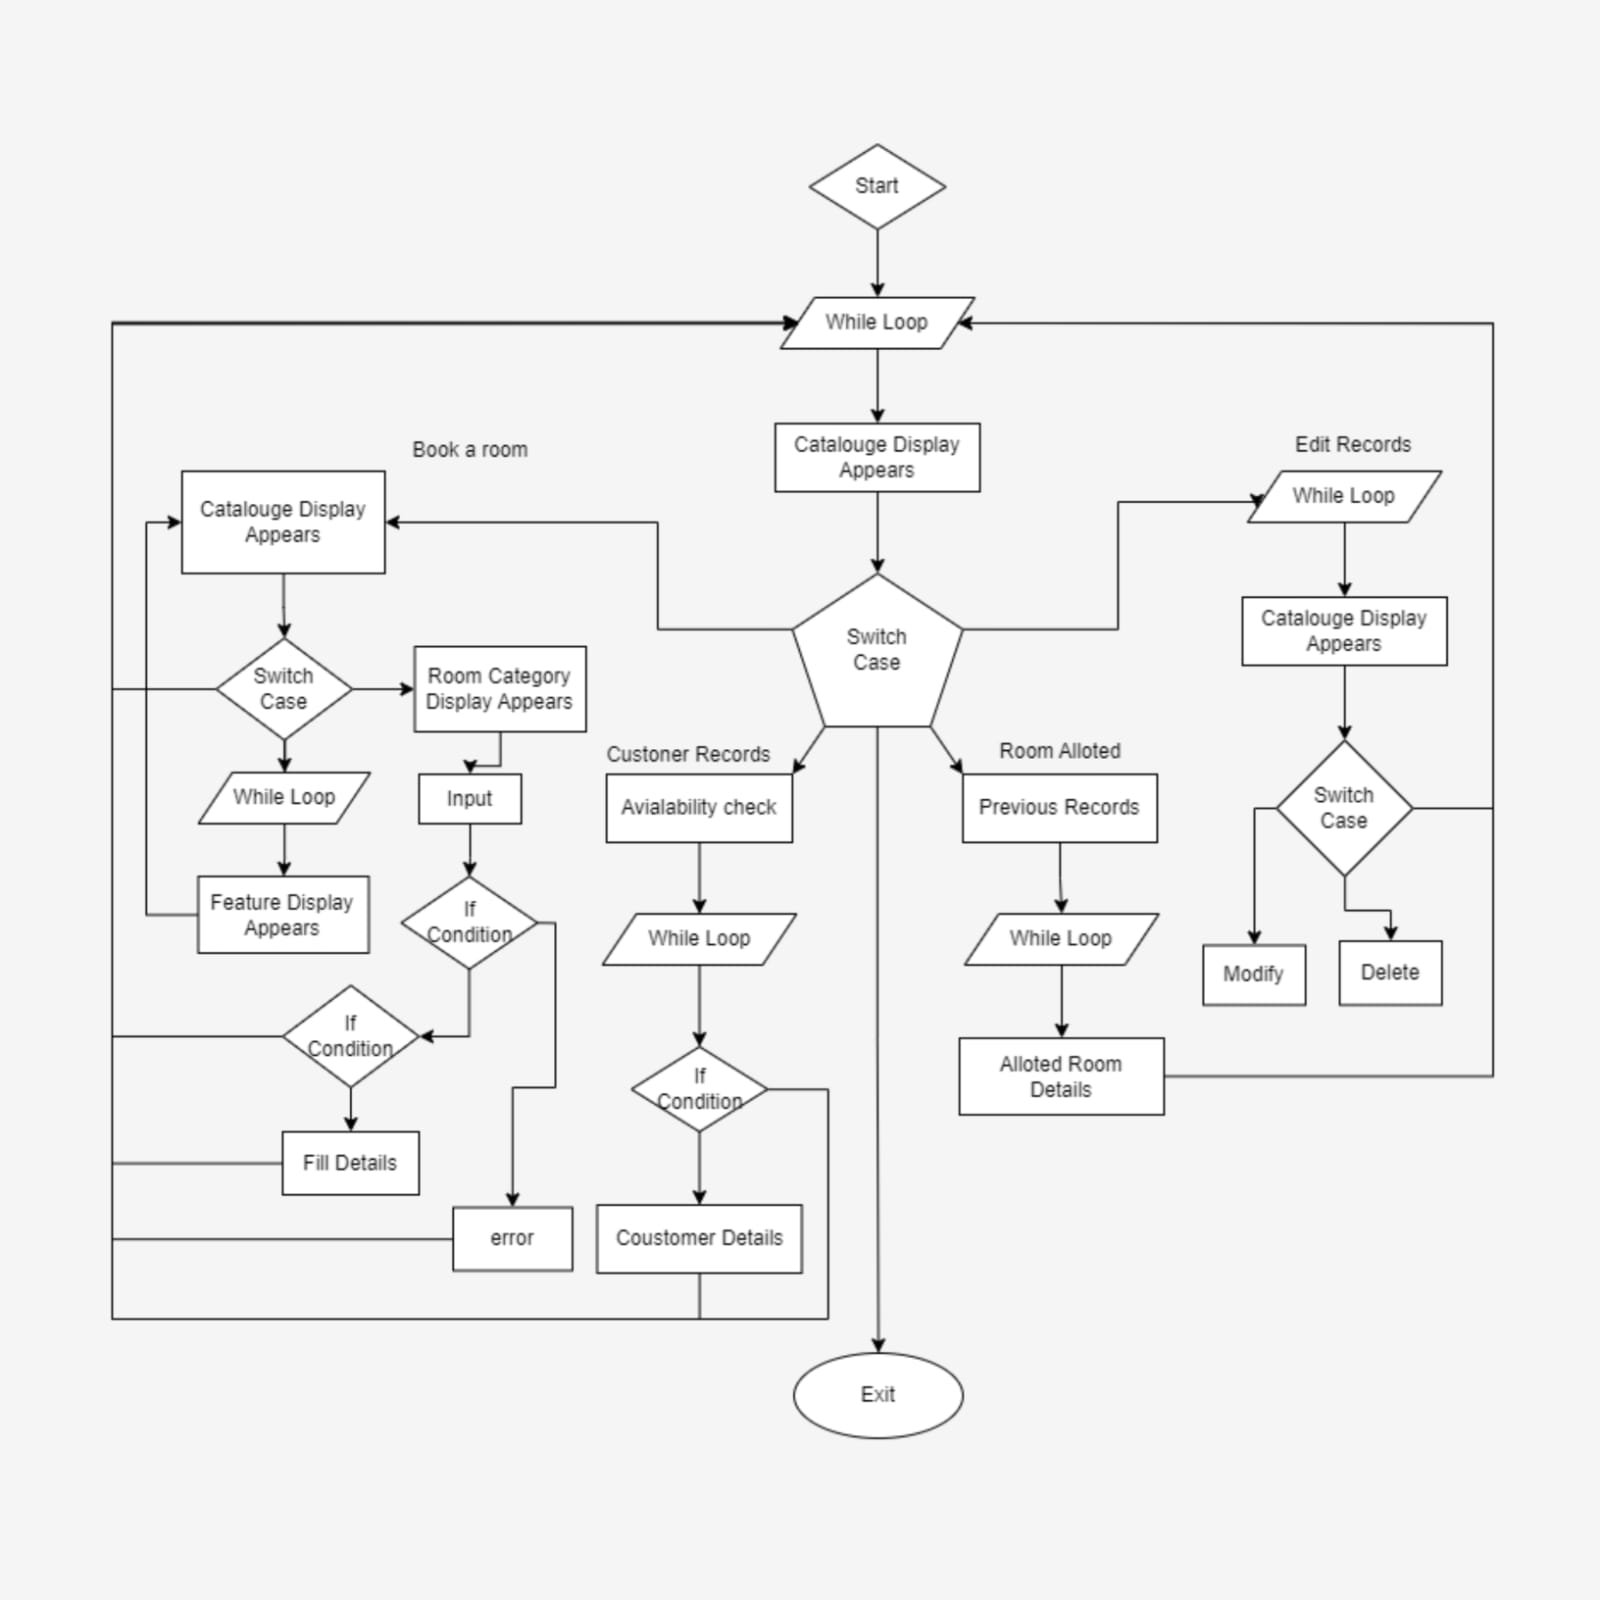 Start
While Loop
Catalouge Display
Appears
Switch
Case
Book a room
Catalouge Display
Appears
Switch
Case
Room Category
Display Appears
While Loop
Input
Feature Display
Appears
If
Condition
If
Condition
Fill Details
error
Custoner Records
Avialability check
While Loop
If
Condition
Coustomer Details
Room Alloted
Previous Records
While Loop
Alloted Room
Details
Edit Records
While Loop
Catalouge Display
Appears
Switch
Case
Modify
Delete
Exit